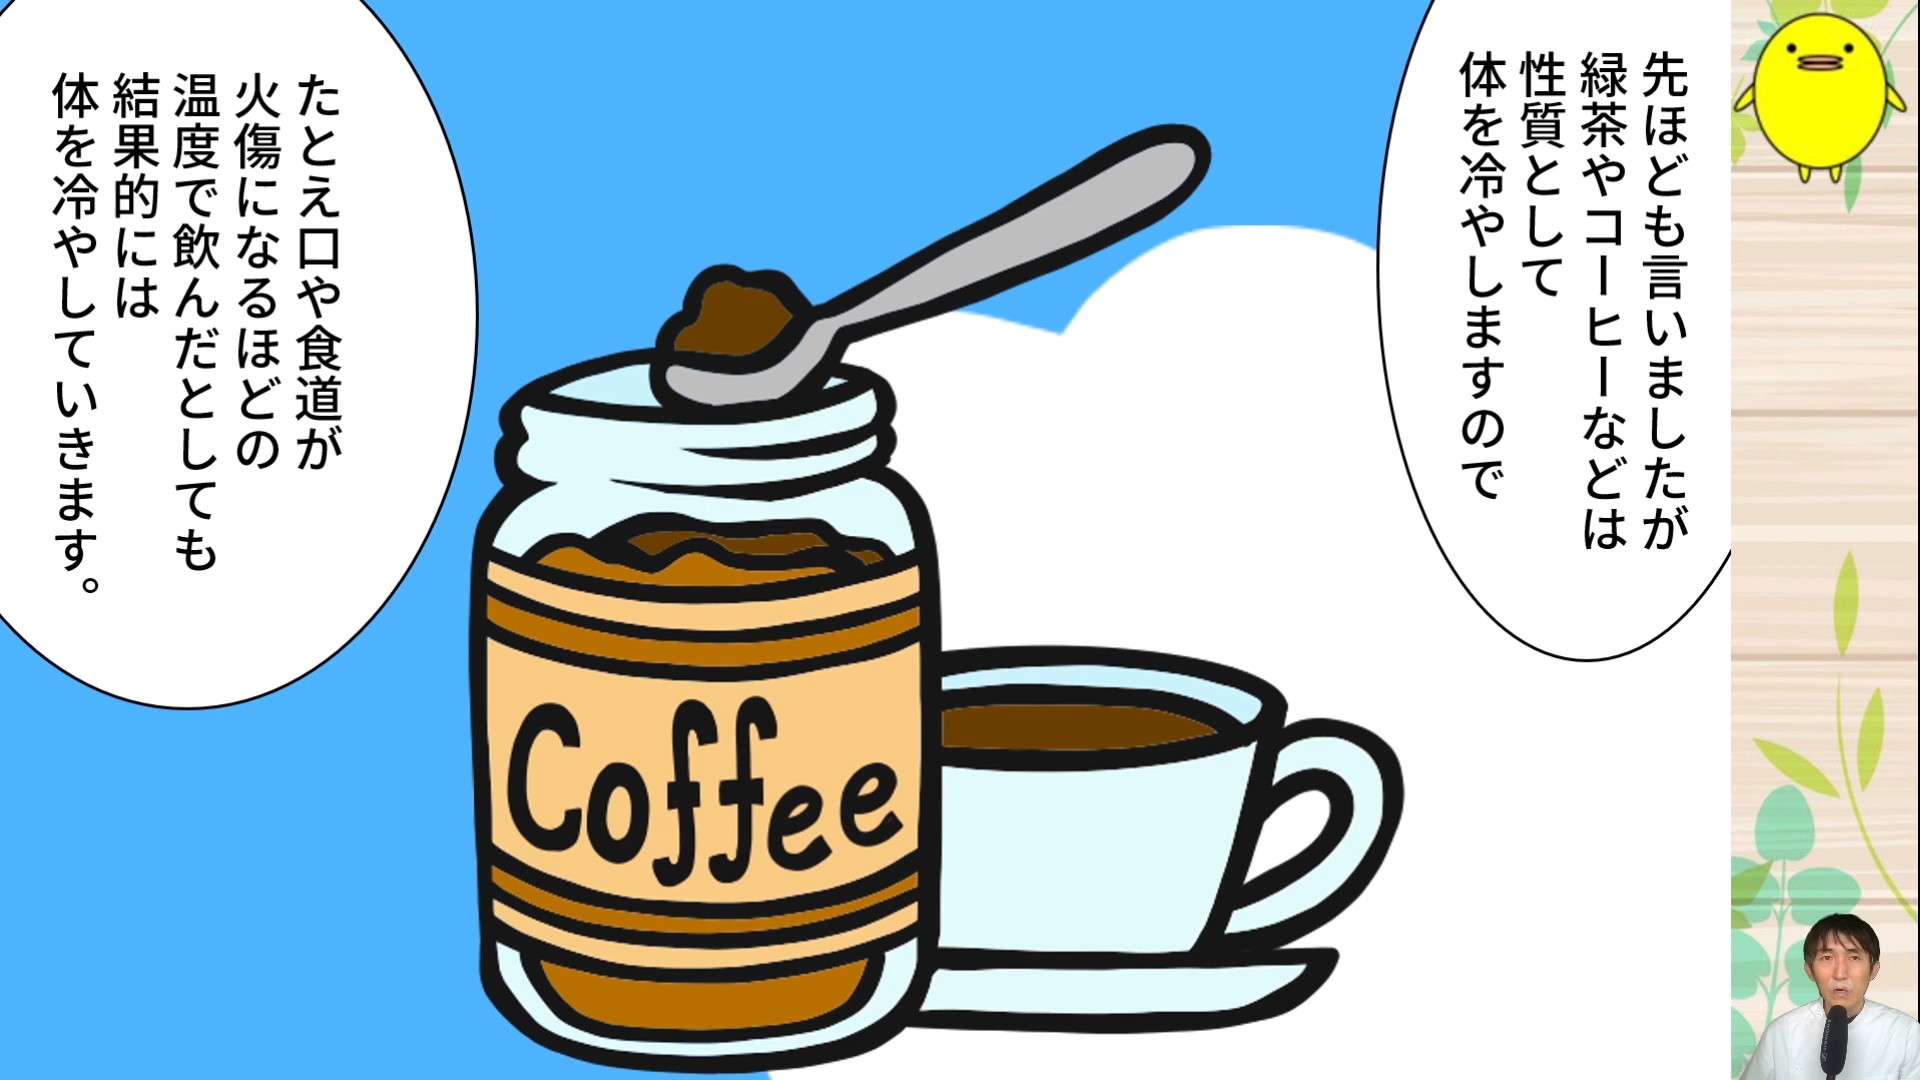 先ほども言いましたが
緑茶やコーヒーなどは
性質として
体を冷やしますので
たとえ口や食道が
火傷になるほどの
温度で飲んだとしても
結果的には
体を冷やしていきます。
Coffee